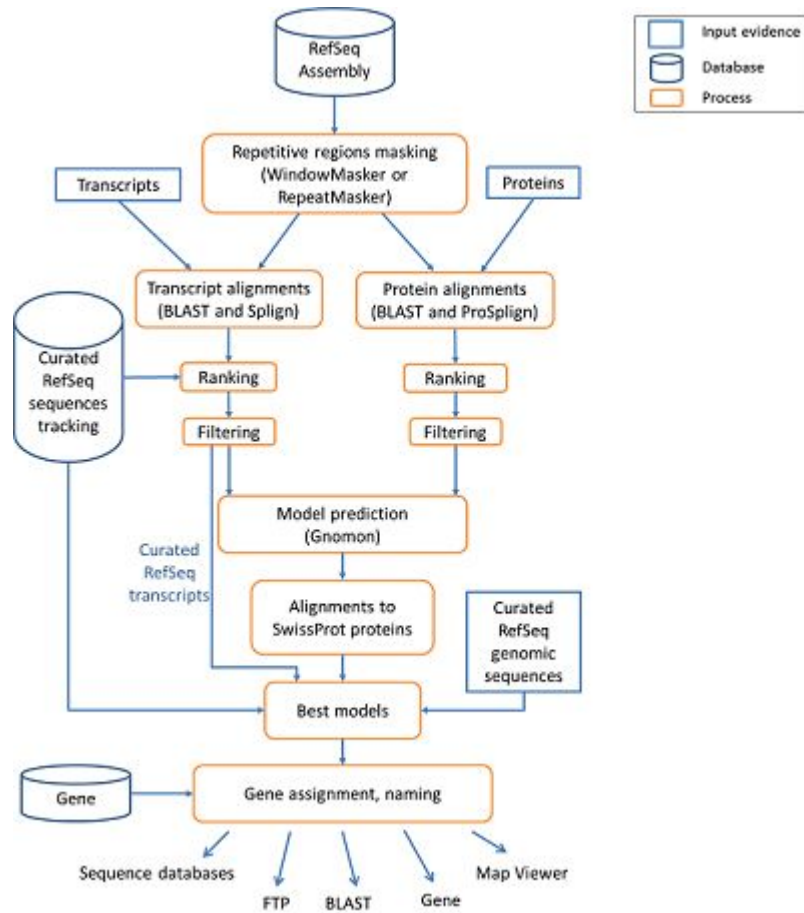 RefSeq
Assembly
Input evidence
Database
Process
Repetitive regions masking
(WindowMasker or
RepeatMasker)
Transcripts
Proteins
Transcript alignments
(BLAST and Splign)
Protein alignments
(BLAST and ProSplign)
Curated
RefSeq
sequences
tracking
Ranking
Ranking
Filtering
Filtering
Model prediction
(Gnomon)
Curated
RefSeq
transcripts
Alignments to
SwissProt proteins
Curated
RefSeq
genomic
sequences
Best models
Gene
Gene assignment, naming
Sequence databases
FTP
BLAST
Gene
Map Viewer